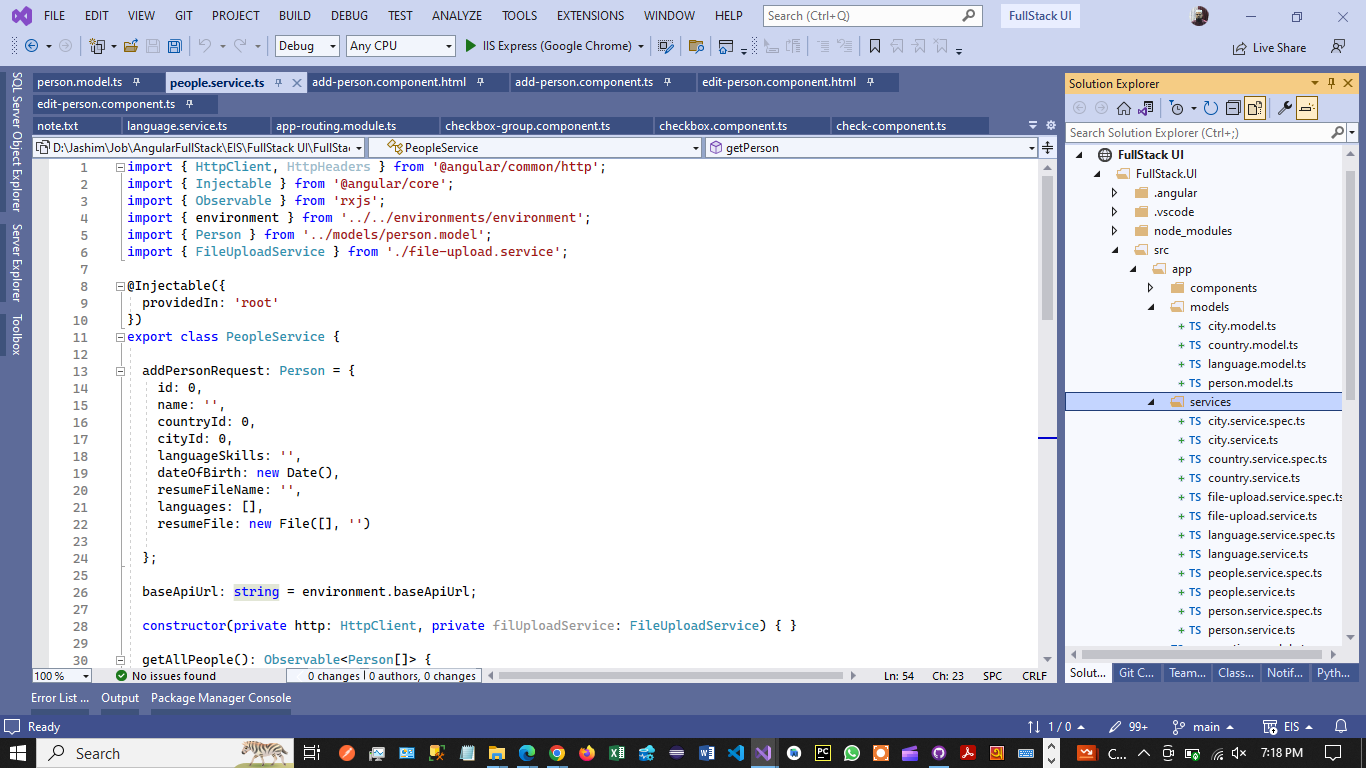 FILE EDIT VIEW GIT PROJECT BUILD DEBUG TEST ANALYZE TOOLS EXTENSIONS WINDOW HELP Search (Ctrl+Q) FullStack UI
Debug Any CPU IIS Express (Google Chrome) Live Share
person.model.ts people.service.ts add-person.component.html add-person.component.ts edit-person.component.html
edit-person.component.ts
note.txt language.service.ts app-routing.module.ts checkbox-group.component.ts checkbox.component.ts check-component.ts
D:\Jashim\Job\AngularFullStack\EIS\FullStack UI\FullStac PeopleService getPerson
SQL Server Object Explorer
Server Explorer
Toolbox
1 import { HttpClient, HttpHeaders } from '@angular/common/http';
2 import { Injectable } from '@angular/core';
3 import { Observable } from 'rxjs';
4 import { environment } from '../../environments/environment';
5 import { Person } from '../models/person.model';
6 import { FileUploadService } from './file-upload.service';
7
8 @Injectable({
9 providedIn: 'root'
10 })
11 export class PeopleService {
12
13 addPersonRequest: Person = {
14 id: 0,
15 name: '',
16 countryId: 0,
17 cityId: 0,
18 languageSkills: '',
19 dateOfBirth: new Date(),
20 resumeFileName: '',
21 languages: [],
22 resumeFile: new File([], '')
23
24 };
25
26 baseApiUrl: string = environment.baseApiUrl;
27
28 constructor(private http: HttpClient, private filUploadService: FileUploadService) { }
29
30 getAllPeople(): Observable<Person[]> {
100 % No issues found 0 changes | 0 authors, 0 changes Ln: 54 Ch: 23 SPC CRLF
Solution Explorer
Search Solution Explorer (Ctrl+;)
FullStack UI
FullStack.UI
.angular
.vscode
node_modules
src
app
components
models
TS city.model.ts
TS country.model.ts
TS language.model.ts
TS person.model.ts
services
TS city.service.spec.ts
TS city.service.ts
TS country.service.spec.ts
TS country.service.ts
TS file-upload.service.spec.ts
TS file-upload.service.ts
TS language.service.spec.ts
TS language.service.ts
TS people.service.spec.ts
TS people.service.ts
TS person.service.spec.ts
TS person.service.ts
Solut... Git C... Team... Class... Notif... Pyth...
Error List ... Output Package Manager Console
Ready 1 / 0 99+ main EIS
Search C... 7:18 PM